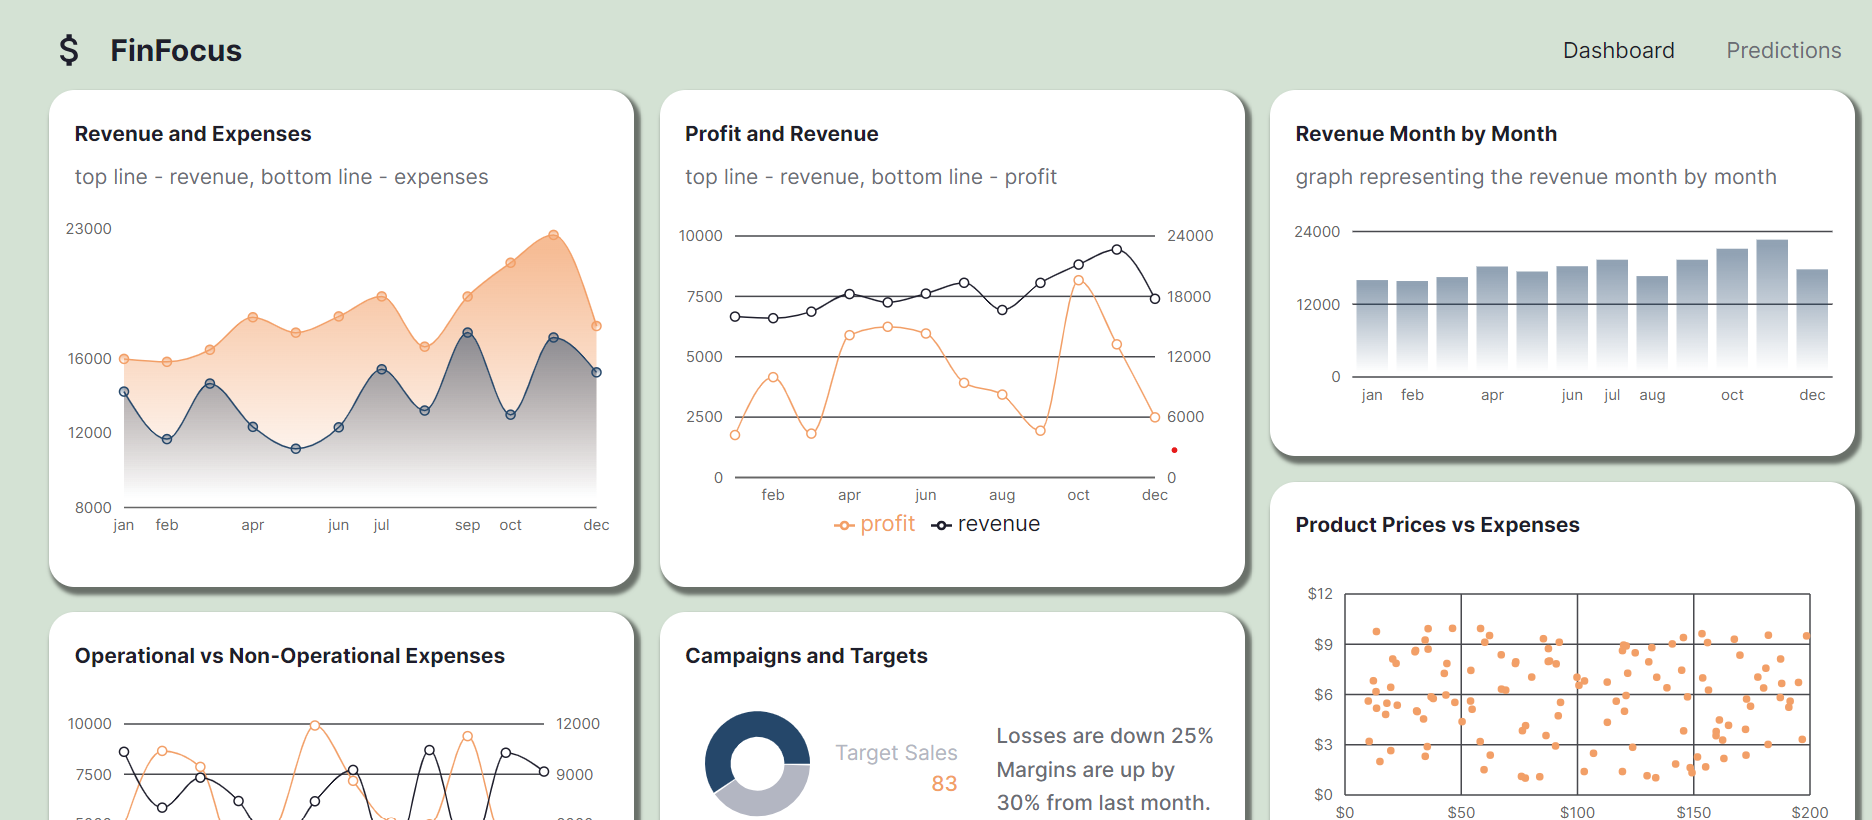 $ FinFocus
Dashboard Predictions
Revenue and Expenses
top line - revenue, bottom line - expenses
23000
16000
12000
8000
jan feb apr jun jul sep oct dec
Profit and Revenue
top line - revenue, bottom line - profit
10000 24000
7500 18000
5000 12000
2500 6000
0 0
feb apr jun aug oct dec
profit revenue
Revenue Month by Month
graph representing the revenue month by month
24000
12000
0
jan feb apr jun jul aug oct dec
Product Prices vs Expenses
$12
$9
$6
$3
$0
$0 $50 $100 $150 $200
Operational vs Non-Operational Expenses
10000 12000
7500 9000
Campaigns and Targets
Target Sales
83
Losses are down 25%
Margins are up by
30% from last month.